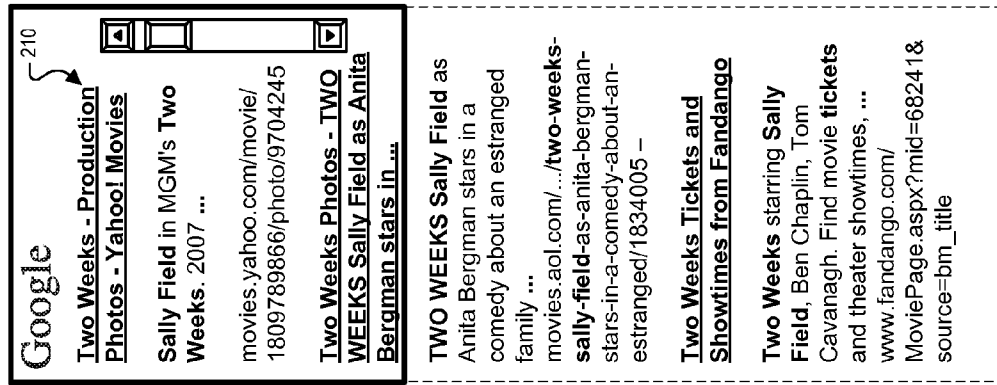 Google
210
Two Weeks - Production
Photos - Yahoo! Movies
Sally Field in MGM's Two
Weeks. 2007 ...
movies.yahoo.com/movie/
1809789866/photo/9704245
Two Weeks Photos - TWO
WEEKS Sally Field as Anita
Bergman stars in ...
TWO WEEKS Sally Field as
Anita Bergman stars in a
comedy about an estranged
family ...
movies.aol.com/.../two-weeks-
sally-field-as-anita-bergman-
stars-in-a-comedy-about-an-
estranged/1834005 –
Two Weeks Tickets and
Showtimes from Fandango
Two Weeks starring Sally
Field, Ben Chaplin, Tom
Cavanagh. Find movie tickets
and theater showtimes, ...
www.fandango.com/
MoviePage.aspx?mid=68241&
source=bm_title